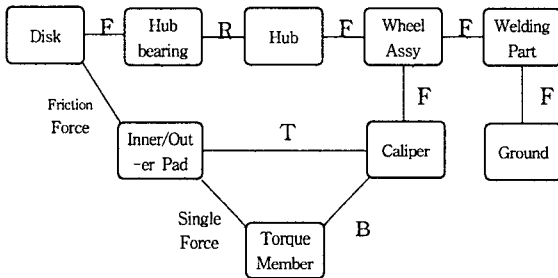 Disk
F
Hub
bearing
R
Hub
F
Wheel
Assy
F
Welding
Part
Friction
Force
F
F
Inner/Out
-er Pad
T
Caliper
Ground
Single
Force
B
Torque
Member